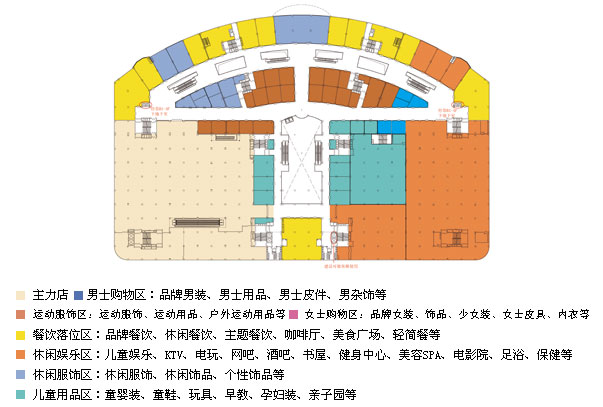 主力店 男士购物区：品牌男装、男士用品、男士皮件、男杂饰等
运动服饰区：运动服饰、运动用品、户外运动用品等 女士购物区：品牌女装、饰品、少女装、女士皮具、内衣等
餐饮落位区：品牌餐饮、休闲餐饮、主题餐饮、咖啡厅、美食广场、轻简餐等
休闲娱乐区：儿童娱乐、KTV、电玩、网吧、酒吧、书屋、健身中心、美容SPA、电影院、足浴、保健等
休闲服饰区：休闲服饰、休闲饰品、个性饰品等
儿童用品区：童婴装、童鞋、玩具、早教、孕妇装、亲子园等